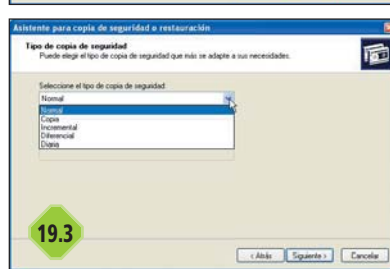 Asistente para copia de seguridad o restauración
Tipo de copia de seguridad
Puede elegir el tipo de copia de seguridad que más se adapte a sus necesidades.
Seleccione el tipo de copia de seguridad
Normal
Normal
Copia
Incremental
Diferencial
Diaria
19.3
< Atrás
Siguiente >
Cancelar